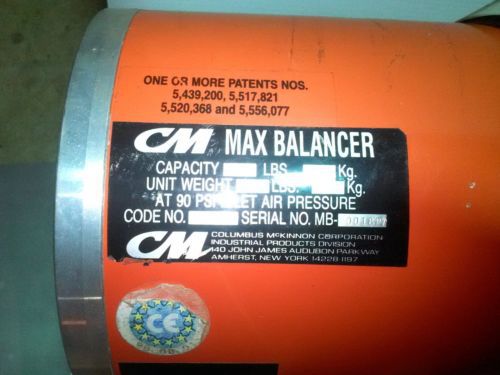 ONE OR MORE PATENTS NOS.
5,439,200, 5,517,821
5,520,368 and 5,556,077
CM MAX BALANCER
CAPACITY LBS. Kg.
UNIT WEIGHT LBS. Kg.
AT 90 PSI INLET AIR PRESSURE
CODE NO. SERIAL NO. MB-
CM COLUMBUS McKINNON CORPORATION
INDUSTRIAL PRODUCTS DIVISION
140 JOHN JAMES AUDUBON PARKWAY
AMHERST, NEW YORK 14228-1197
CE